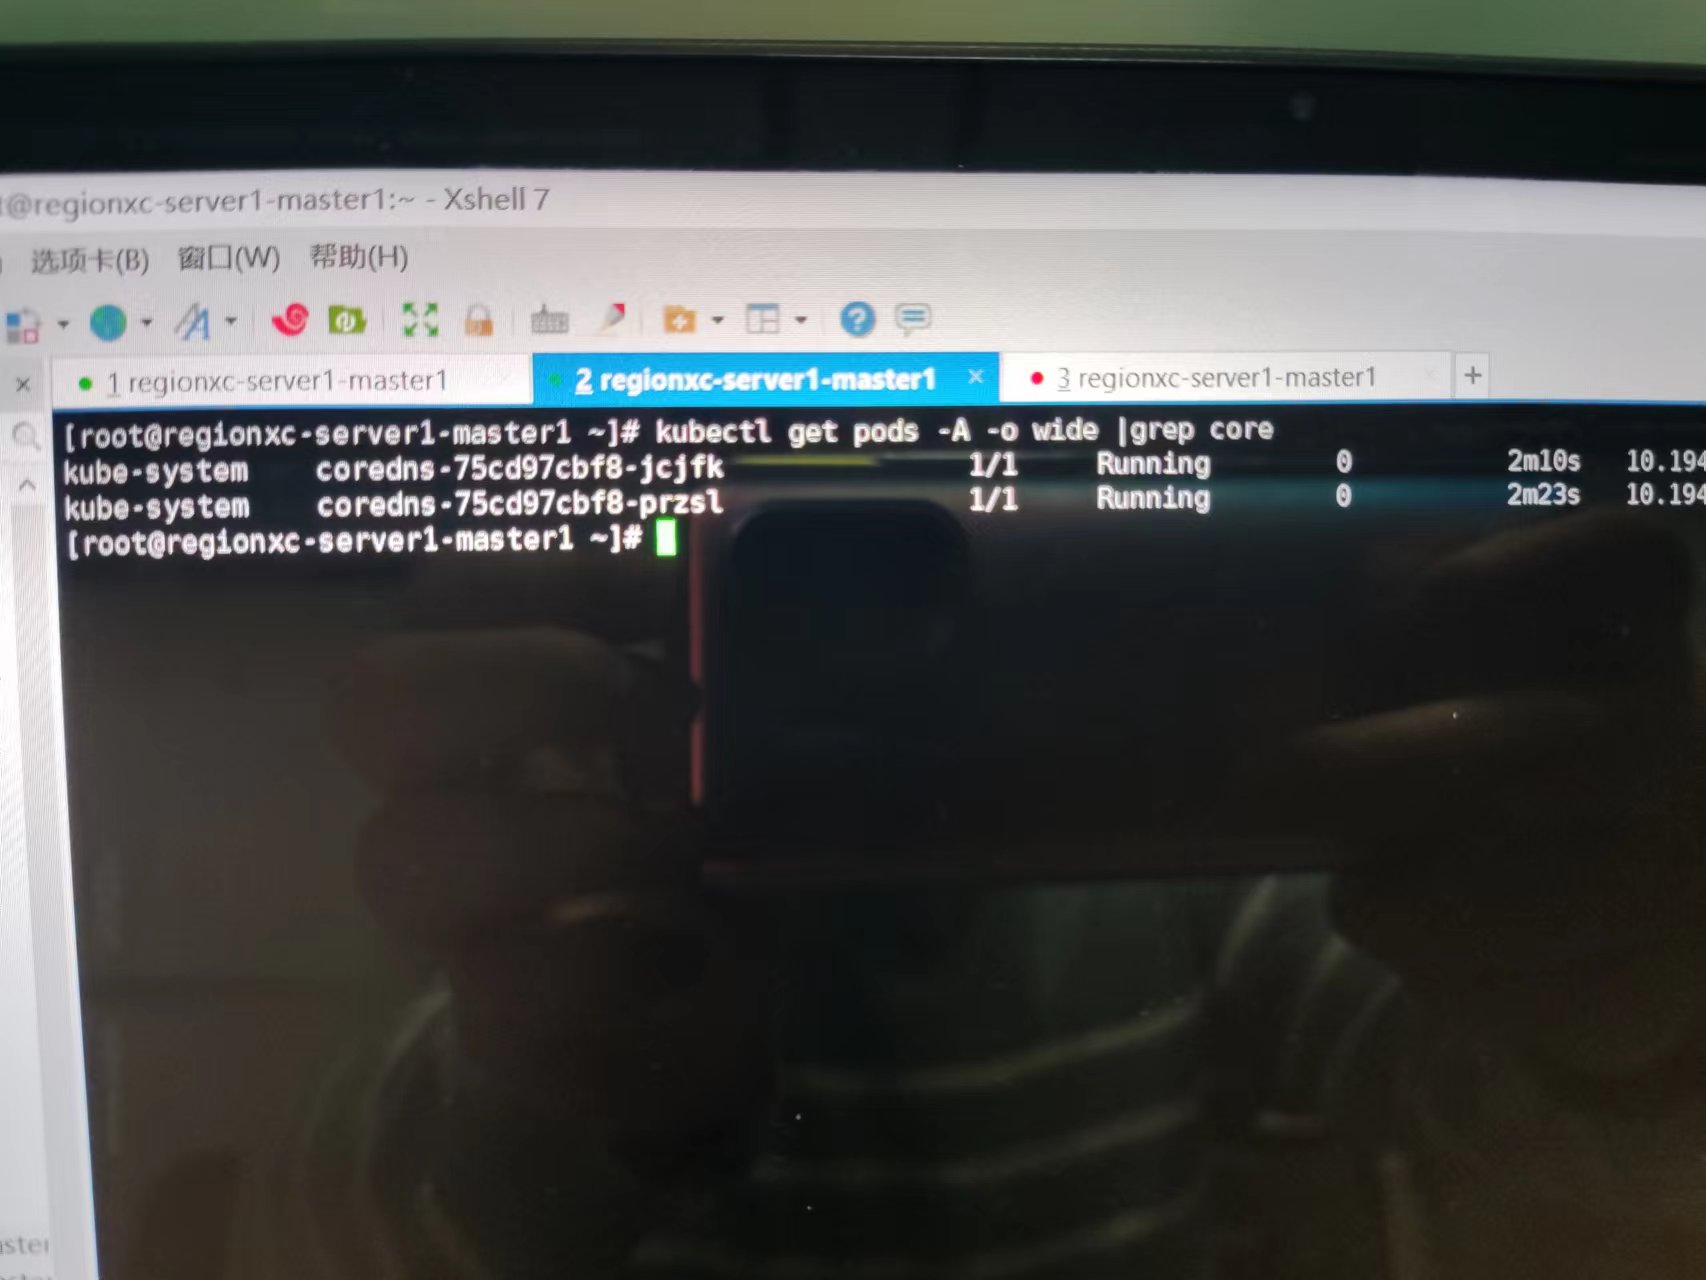 @regionxc-server1-master1:~ - Xshell 7
选项卡(B) 窗口(W) 帮助(H)
1 regionxc-server1-master1
2 regionxc-server1-master1
3 regionxc-server1-master1
[root@regionxc-server1-master1 ~]# kubectl get pods -A -o wide |grep core
kube-system coredns-75cd97cbf8-jcjfk 1/1 Running 0 2m10s 10.194
kube-system coredns-75cd97cbf8-przsl 1/1 Running 0 2m23s 10.194
[root@regionxc-server1-master1 ~]#